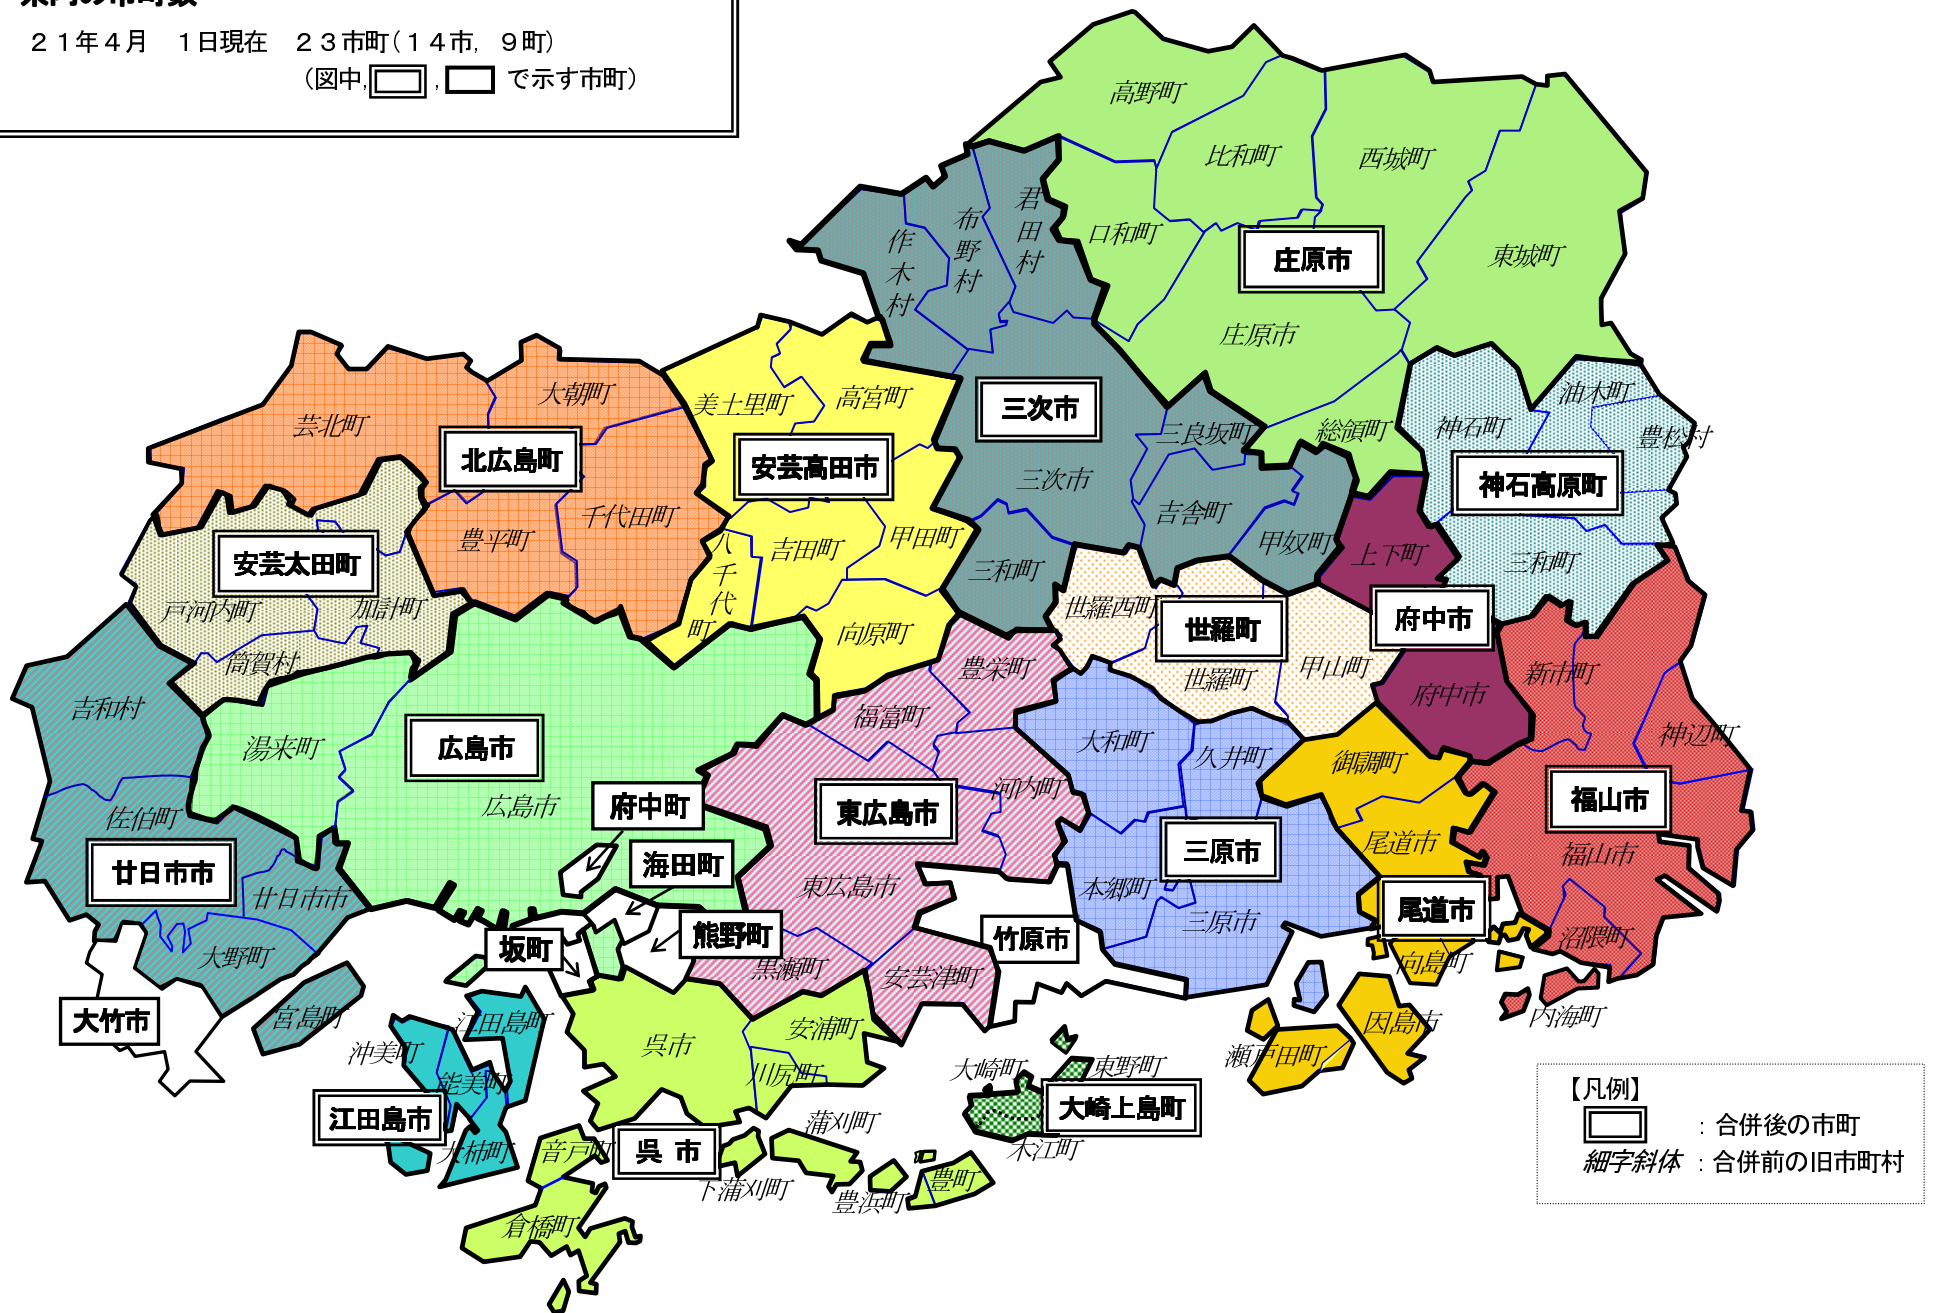 県内の市町数
21年4月 1日現在 23市町(14市, 9町)
(図中, , で示す市町)
高野町
比和町
西城町
東城町
口和町
庄原市
庄原市
総領町
君田村
布野村
作木村
三次市
三次市
三良坂町
吉舎町
甲奴町
三和町
油木町
神石町
豊松村
神石高原町
三和町
上下町
府中市
府中市
美土里町
高宮町
安芸高田市
八千代町
吉田町
甲田町
向原町
芸北町
大朝町
北広島町
豊平町
千代田町
安芸太田町
戸河内町
加計町
筒賀村
世羅西町
世羅町
世羅町
甲山町
吉和村
佐伯町
廿日市市
廿日市市
大野町
宮島町
湯来町
広島市
広島市
府中町
海田町
熊野町
坂町
大竹市
豊栄町
福富町
河内町
東広島市
東広島市
黒瀬町
安芸津町
竹原市
大和町
久井町
三原市
本郷町
三原市
御調町
尾道市
尾道市
向島町
因島市
瀬戸田町
新市町
神辺町
福山市
福山市
沼隈町
内海町
江田島町
沖美町
能美町
江田島市
大柿町
呉市
安浦町
川尻町
音戸町
呉 市
倉橋町
下蒲刈町
蒲刈町
豊浜町
豊町
大崎町
東野町
大崎上島町
木江町
【凡例】
:合併後の市町
細字斜体 :合併前の旧市町村